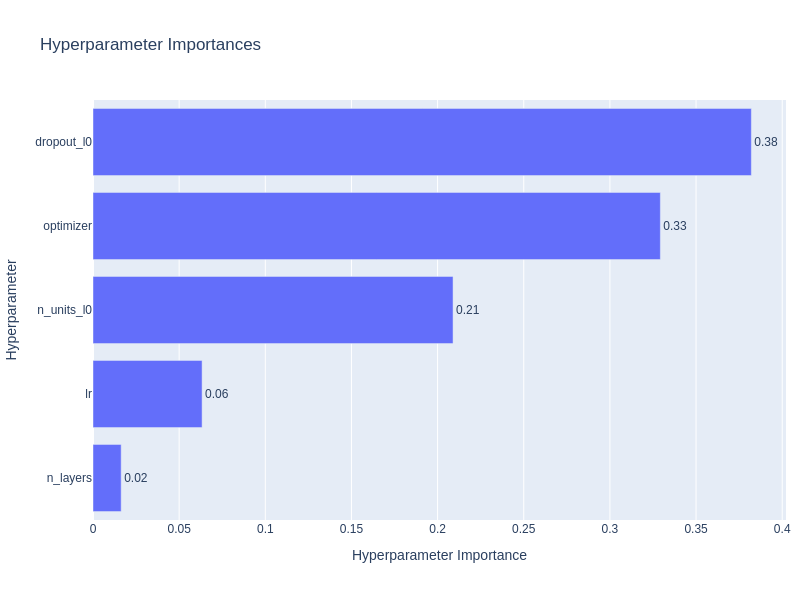 Hyperparameter Importances
Hyperparameter
dropout_l0
0.38
optimizer
0.33
n_units_l0
0.21
lr
0.06
n_layers
0.02
0
0.05
0.1
0.15
0.2
0.25
0.3
0.35
0.4
Hyperparameter Importance